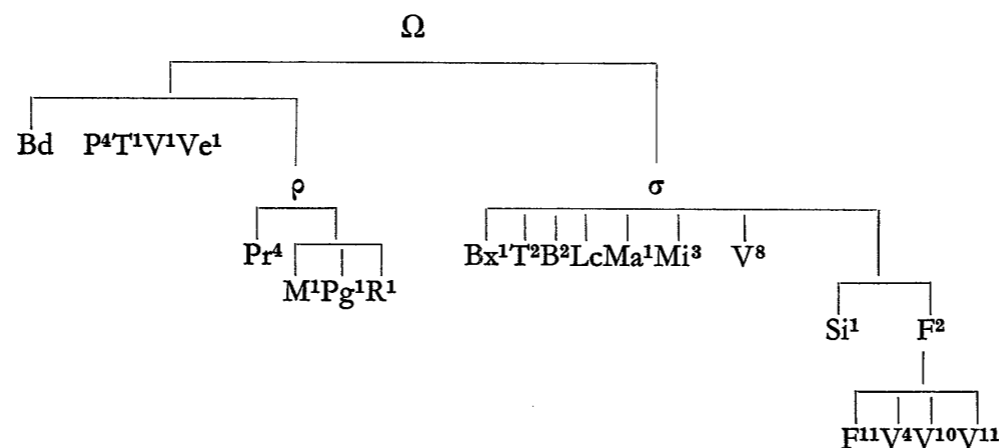 Ω
Bd P⁴T¹V¹Ve¹
ρ σ
Pr⁴ Bx¹T²B²LcMa¹Mi³ V⁸
M¹Pg¹R¹
Si¹ F²
F¹¹V⁴V¹⁰V¹¹